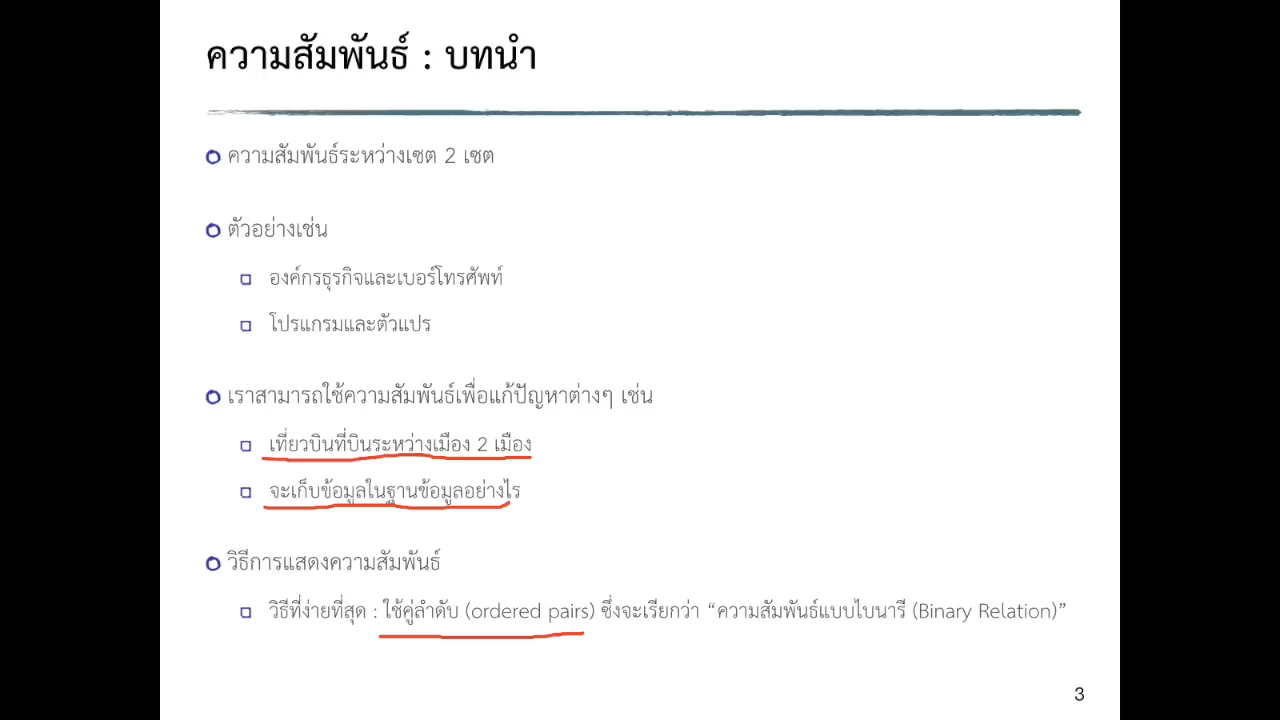 ความสัมพันธ์ : บทนำ
ความสัมพันธ์ระหว่างเซต 2 เซต
ตัวอย่างเช่น
องค์กรธุรกิจและเบอร์โทรศัพท์
โปรแกรมและตัวแปร
เราสามารถใช้ความสัมพันธ์เพื่อแก้ปัญหาต่างๆ เช่น
เที่ยวบินที่บินระหว่างเมือง 2 เมือง
จะเก็บข้อมูลในฐานข้อมูลอย่างไร
วิธีการแสดงความสัมพันธ์
วิธีที่ง่ายที่สุด : ใช้คู่ลำดับ (ordered pairs) ซึ่งจะเรียกว่า “ความสัมพันธ์แบบไบนารี (Binary Relation)”
3